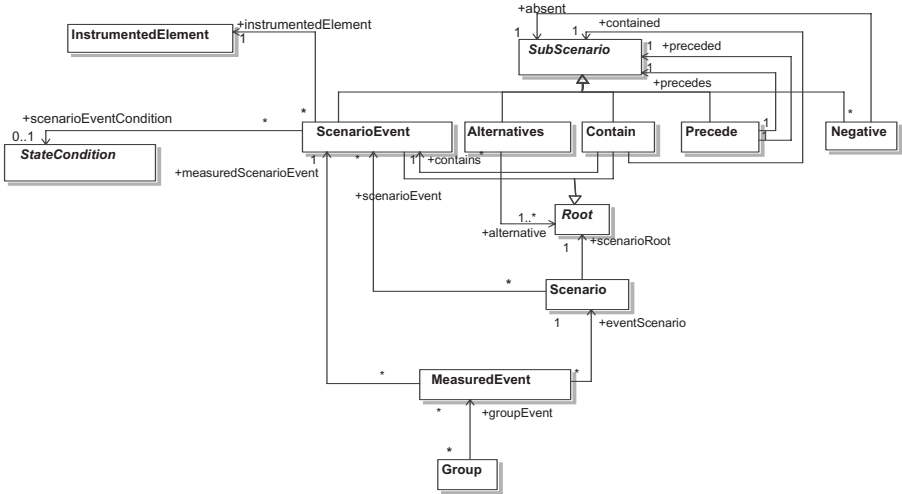 +absent
+instrumentedElement
1
InstrumentedElement
1
1
+contained
SubScenario
1
+preceded
1
+precedes
+scenarioEventCondition
0..1
*
*
ScenarioEvent
Alternatives
Contain
Precede
1
1
*
Negative
StateCondition
+measuredScenarioEvent
1
*
1
+contains
*
+scenarioEvent
1..*
+alternative
Root
1
+scenarioRoot
*
Scenario
1
+eventScenario
*
MeasuredEvent
*
*
+groupEvent
*
Group